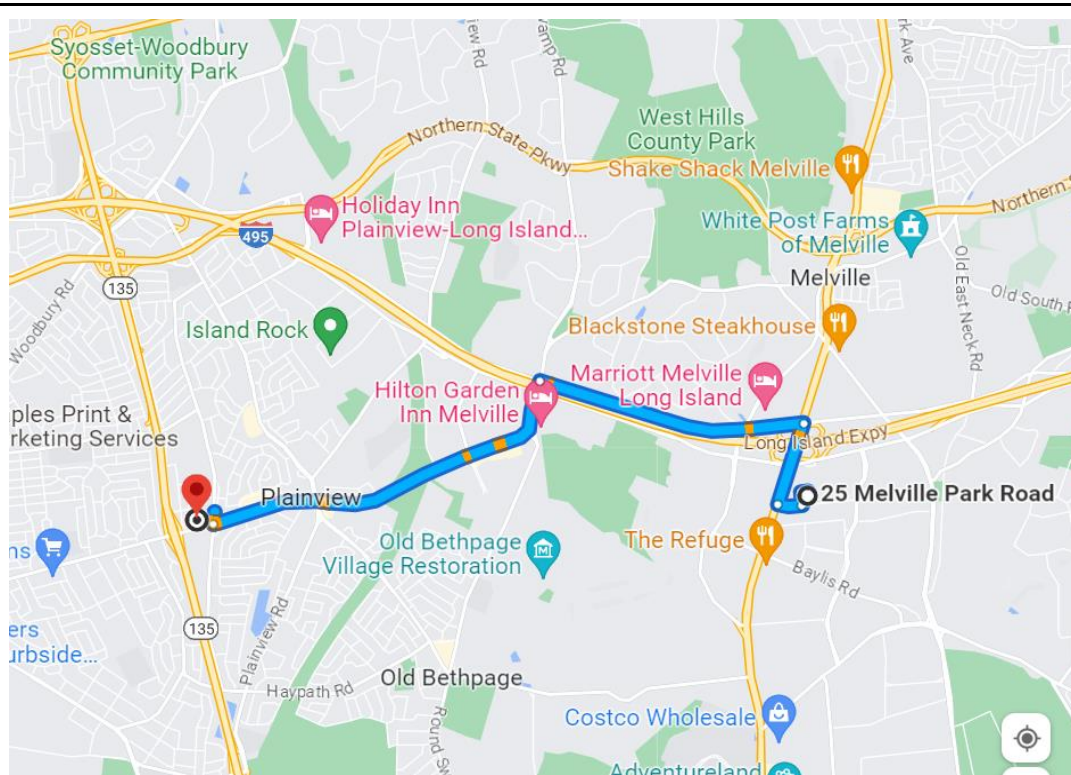 Syosset-Woodbury
Community Park
Northern State Pkwy
West Hills
County Park
Shake Shack Melville
Holiday Inn
Plainview-Long Island...
495
White Post Farms
of Melville
Northern S
Melville
Old East Neck Rd
Old South
135
Woodbury Rd
Island Rock
Blackstone Steakhouse
Marriott Melville
Long Island
Hilton Garden
Inn Melville
ples Print &
rketing Services
Long Island Expy
Plainview
25 Melville Park Road
Old Bethpage
Village Restoration
The Refuge
Baylis Rd
ns
135
Plainview Rd
ers
urbside...
Haypath Rd
Old Bethpage
Round Sw
Costco Wholesale
Adventureland